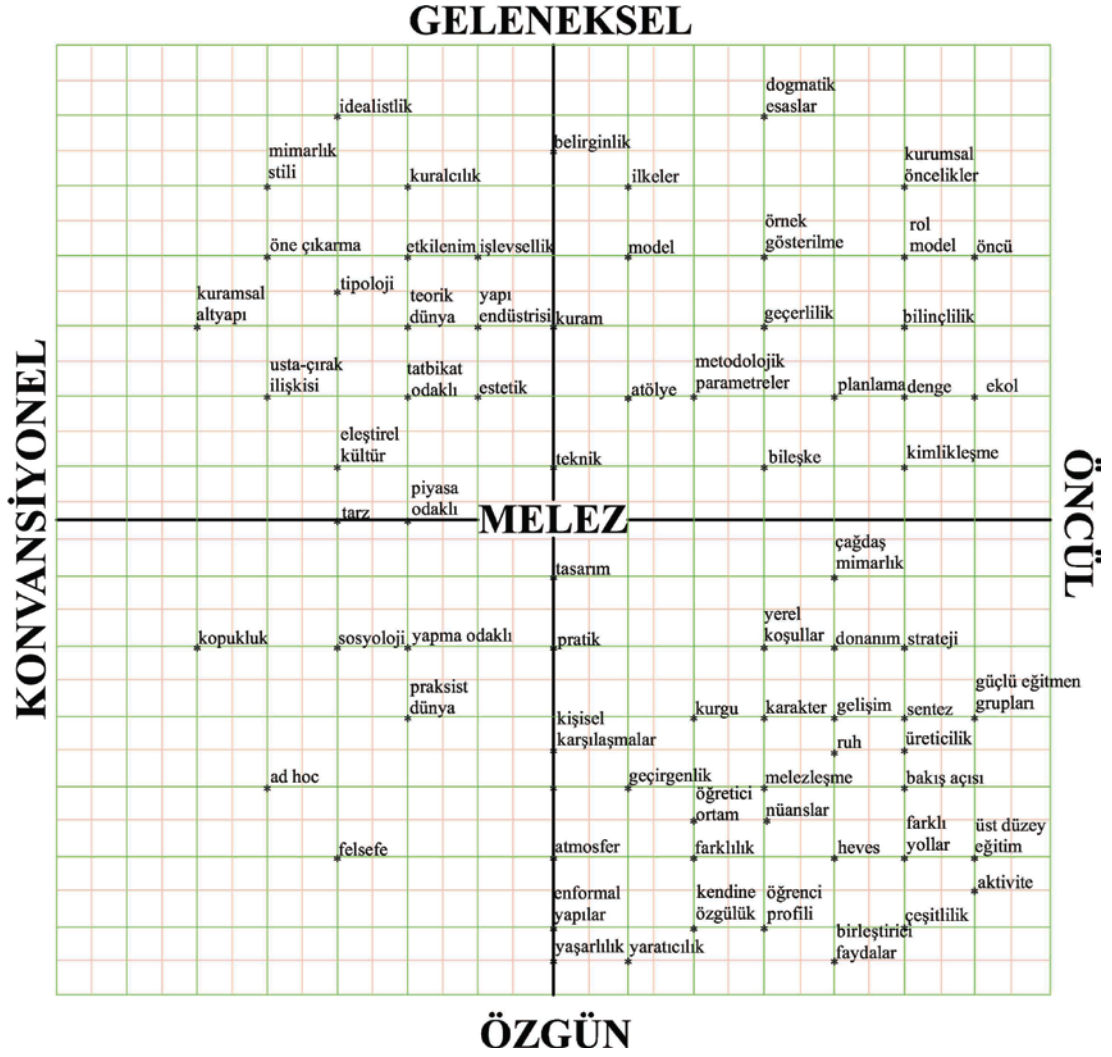 GELENEKSEL
dogmatik
esaslar
idealistlik
belirginlik
mimarlık
stili
kuralcılık
ilkeler
kurumsal
öncelikler
öne çıkarma
etkilenim
işlevsellik
model
örnek
gösterilme
rol
model
öncü
tipoloji
kuramsal
altyapı
teorik
dünya
yapı
endüstrisi
kuram
geçerlilik
bilinçlilik
usta-çırak
ilişkisi
tatbikat
odaklı
estetik
atölye
metodolojik
parametreler
planlama
denge
ekol
eleştirel
kültür
teknik
bileşke
kimlikleşme
tarz
piyasa
odaklı
KONVANSİYONEL
MELEZ
ÖNCÜL
tasarım
çağdaş
mimarlık
kopukluk
sosyoloji
yapma odaklı
pratik
yerel
koşullar
donanım
strateji
praksist
dünya
kişisel
karşılaşmalar
kurgu
karakter
gelişim
sentez
güçlü eğitmen
grupları
ruh
üreticilik
ad hoc
geçirgenlik
melezleşme
bakış açısı
öğretici
ortam
nüanslar
felsefe
atmosfer
farklılık
heves
farklı
yollar
üst düzey
eğitim
aktivite
enformal
yapılar
kendine
özgülük
öğrenci
profili
çeşitlilik
yaşarlılık
yaratıcılık
birleştirici
faydalar
ÖZGÜN